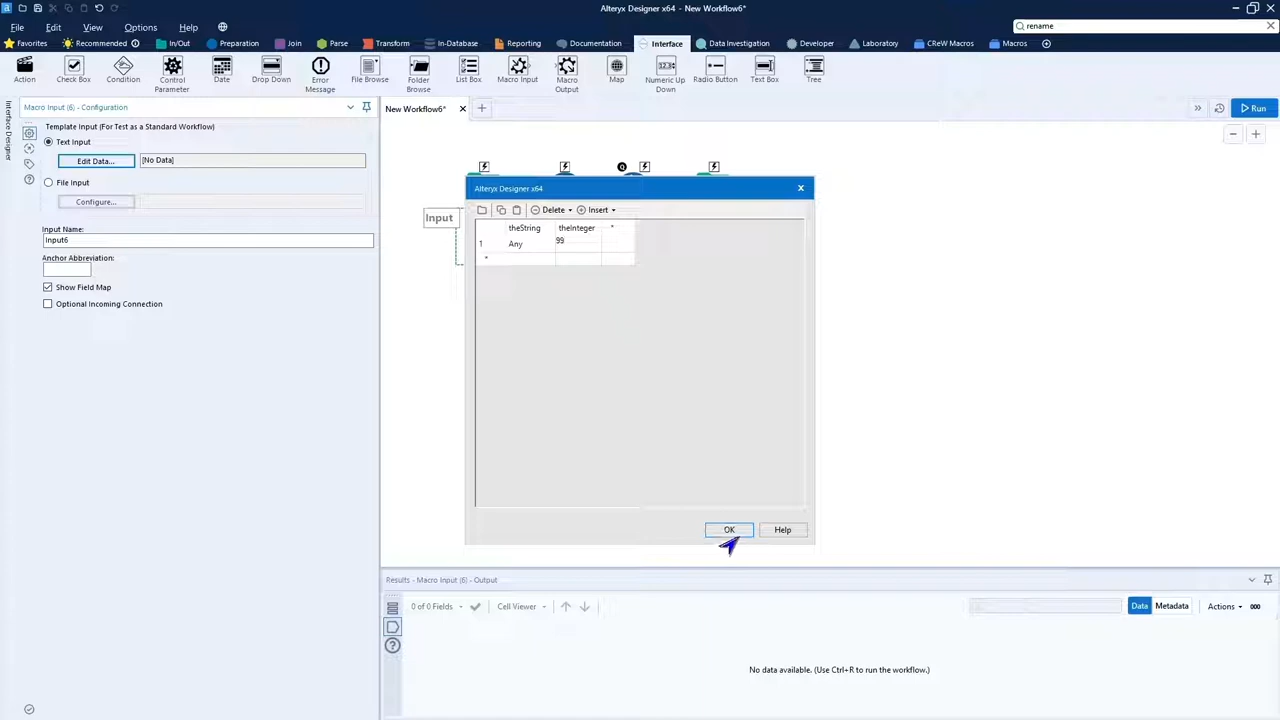 Alteryx Designer x64 - New Workflow6*
File Edit View Options Help
rename
Favorites Recommended In/Out Preparation Join Parse Transform In-Database Reporting Documentation Interface Data Investigation Developer Laboratory CReW Macros Macros
Action Check Box Condition Control Parameter Date Drop Down Error Message File Browse Folder Browse List Box Macro Input Macro Output Map Numeric Up Down Radio Button Text Box Tree
Interface Designer
Macro Input (6) - Configuration
New Workflow6*
Run
Template Input (For Test as a Standard Workflow)
Text Input
Edit Data...
[No Data]
File Input
Configure...
Input Name:
Input6
Anchor Abbreviation:
Show Field Map
Optional Incoming Connection
Input
Q
Alteryx Designer x64
Delete Insert
theString theInteger *
1 Any 99
*
OK Help
Results - Macro Input (6) - Output
0 of 0 Fields Cell Viewer Data Metadata Actions 000
No data available. (Use Ctrl+R to run the workflow.)